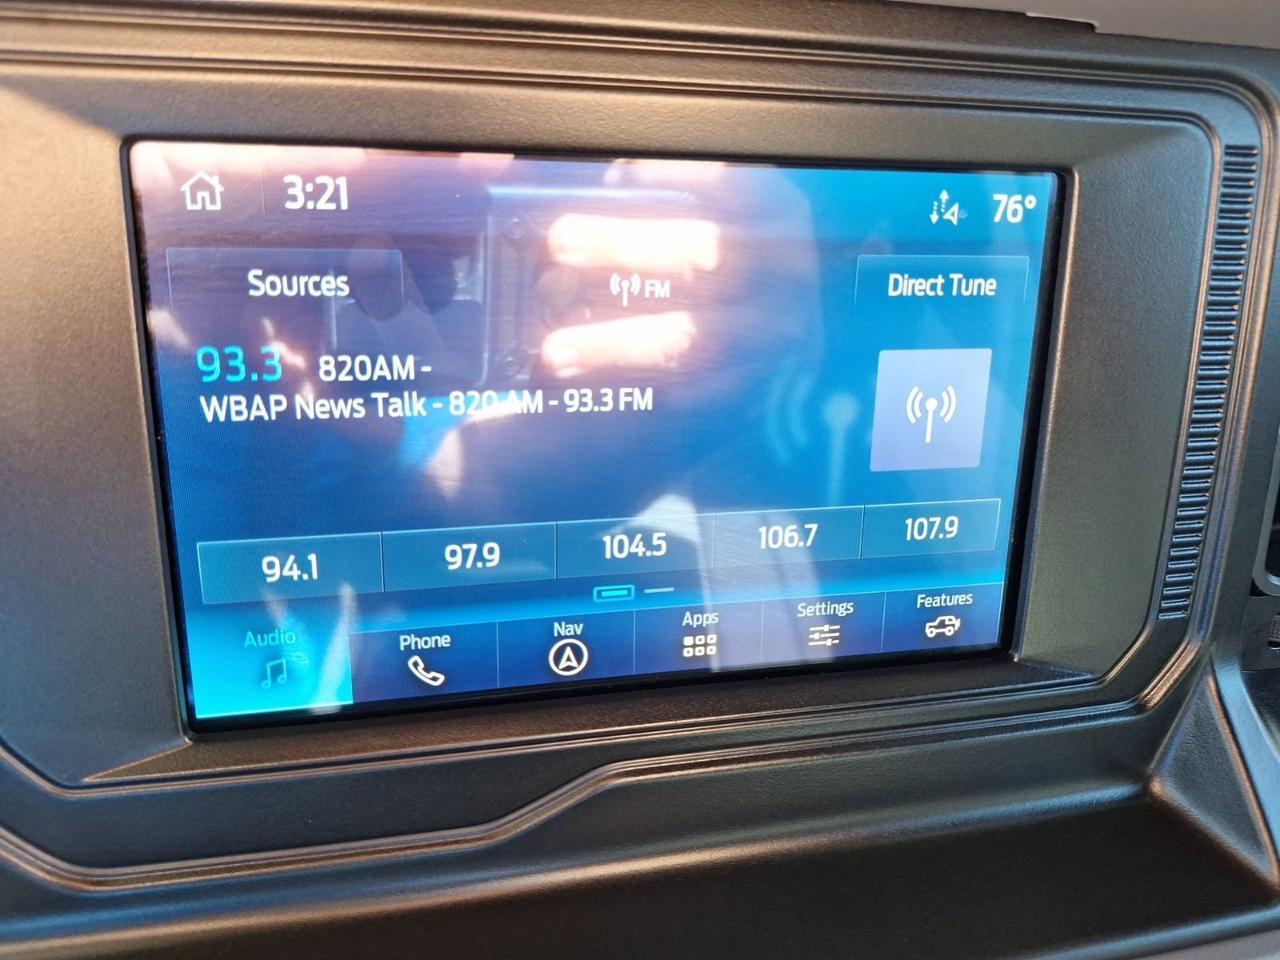 3:21
76°
Sources
FM
Direct Tune
93.3 820AM -
WBAP News Talk - 820 AM - 93.3 FM
94.1
97.9
104.5
106.7
107.9
Audio
Phone
Nav
Apps
Settings
Features